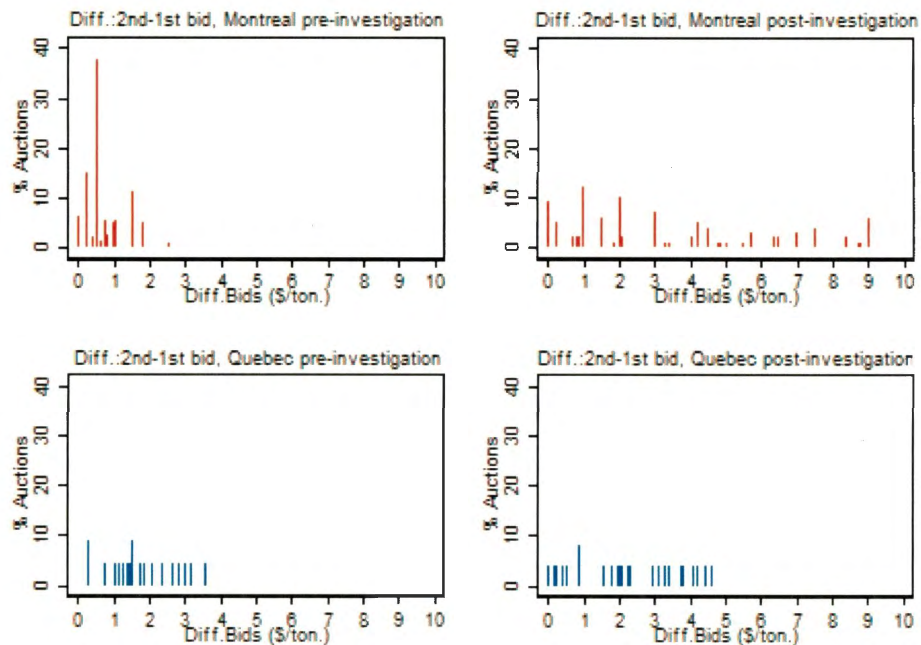 Diff.:2nd-1st bid, Montreal pre-investigation
% Auctions
0 10 20 30 40
0 1 2 3 4 5 6 7 8 9 10
Diff.Bids ($/ton.)
Diff.:2nd-1st bid, Montreal post-investigation
% Auctions
0 10 20 30 40
0 1 2 3 4 5 6 7 8 9 10
Diff.Bids ($/ton.)
Diff.:2nd-1st bid, Quebec pre-investigation
% Auctions
0 10 20 30 40
0 1 2 3 4 5 6 7 8 9 10
Diff.Bids ($/ton.)
Diff.:2nd-1st bid, Quebec post-investigation
% Auctions
0 10 20 30 40
0 1 2 3 4 5 6 7 8 9 10
Diff.Bids ($/ton.)